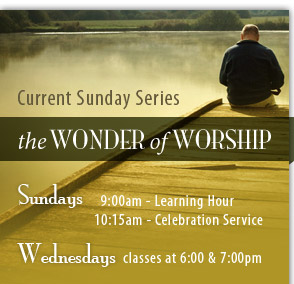 Current Sunday Series
the WONDER of WORSHIP
Sundays 9:00am - Learning Hour
10:15am - Celebration Service
Wednesdays classes at 6:00 & 7:00pm